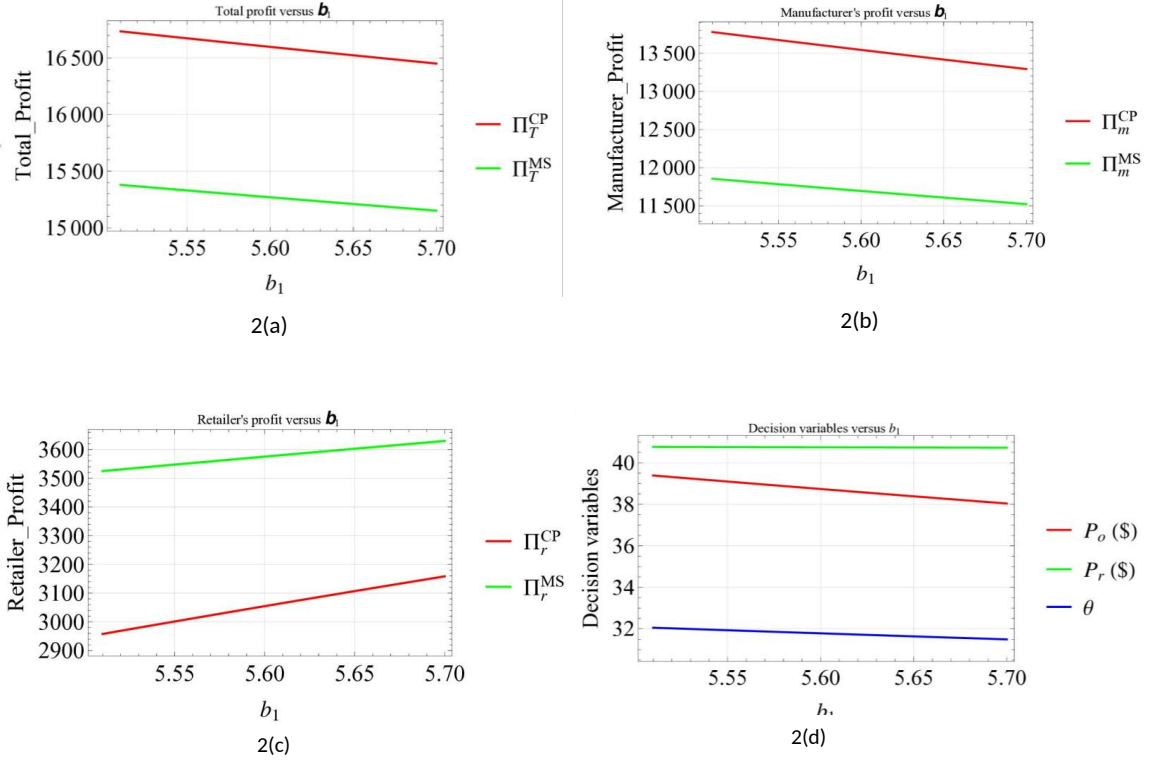 Total profit versus b₁
Total_Profit
16 500
16 000
15 500
15 000
5.55 5.60 5.65 5.70
b₁
Π_T^CP
Π_T^MS
2(a)
Manufacturer's profit versus b₁
Manufacturer_Profit
13 500
13 000
12 500
12 000
11 500
5.55 5.60 5.65 5.70
b₁
Π_m^CP
Π_m^MS
2(b)
Retailer's profit versus b₁
Retailer_Profit
3600
3500
3400
3300
3200
3100
3000
2900
5.55 5.60 5.65 5.70
b₁
Π_r^CP
Π_r^MS
2(c)
Decision variables versus b₁
Decision variables
40
38
36
34
32
5.55 5.60 5.65 5.70
b₁
P_o ($)
P_r ($)
θ
2(d)